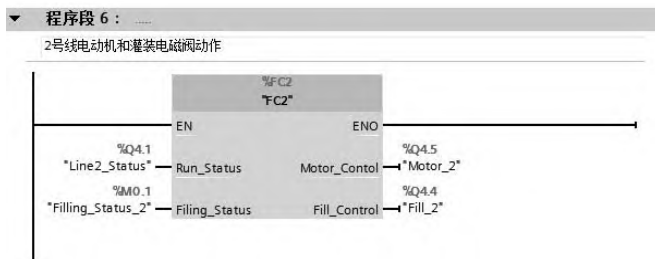 程序段 6： .....
2号线电动机和灌装电磁阀动作
%FC2
"FC2"
EN ENO
%Q4.1 %Q4.5
"Line2_Status" Run_Status Motor_Contol "Motor_2"
%M0.1 %Q4.4
"Filling_Status_2" Filing_Status Fill_Control "Fill_2"